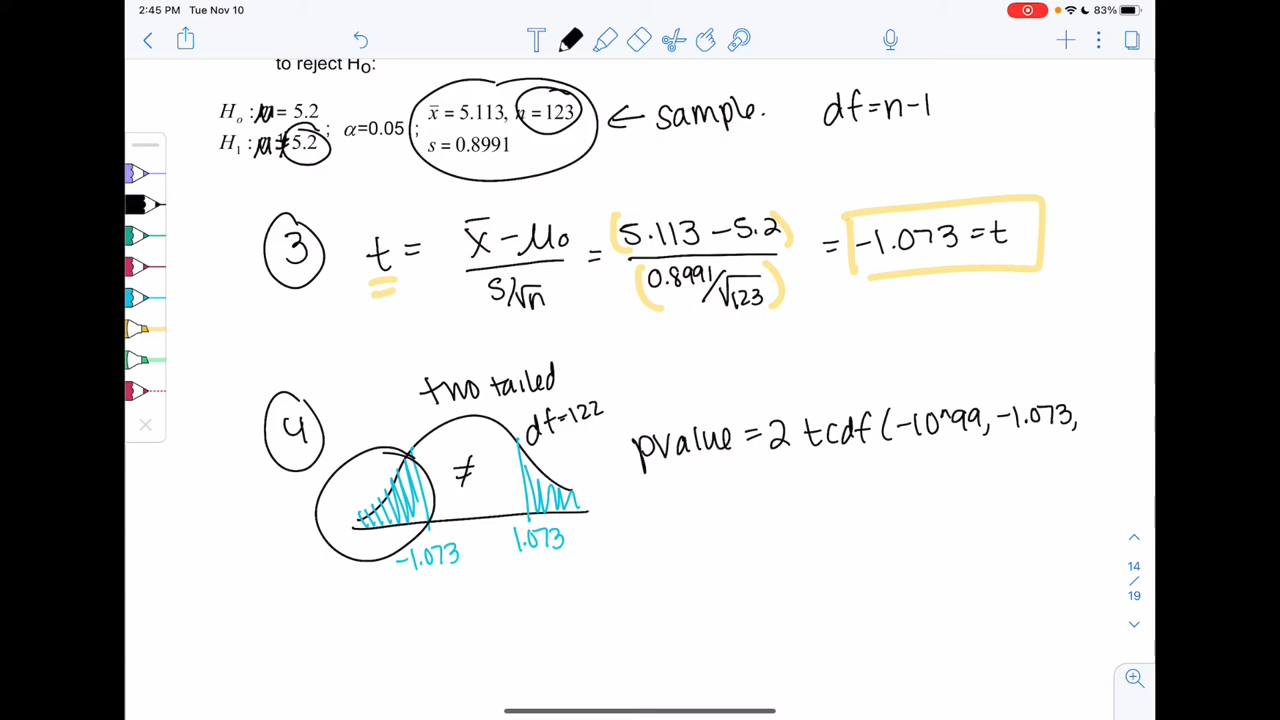 2:45 PM Tue Nov 10
83%
to reject H₀:
Hₒ : μ = 5.2
H₁ : μ ≠ 5.2 ; α=0.05 ;
x̄ = 5.113, n = 123
s = 0.8991
← sample.
df = n-1
3
t = x̄ - μ₀ / s/√n = (5.113 - 5.2) / (0.8991/√123) = -1.073 = t
4
two tailed
df=122
≠
-1.073
1.073
pvalue = 2 tcdf (-10^99, -1.073,
14
/
19